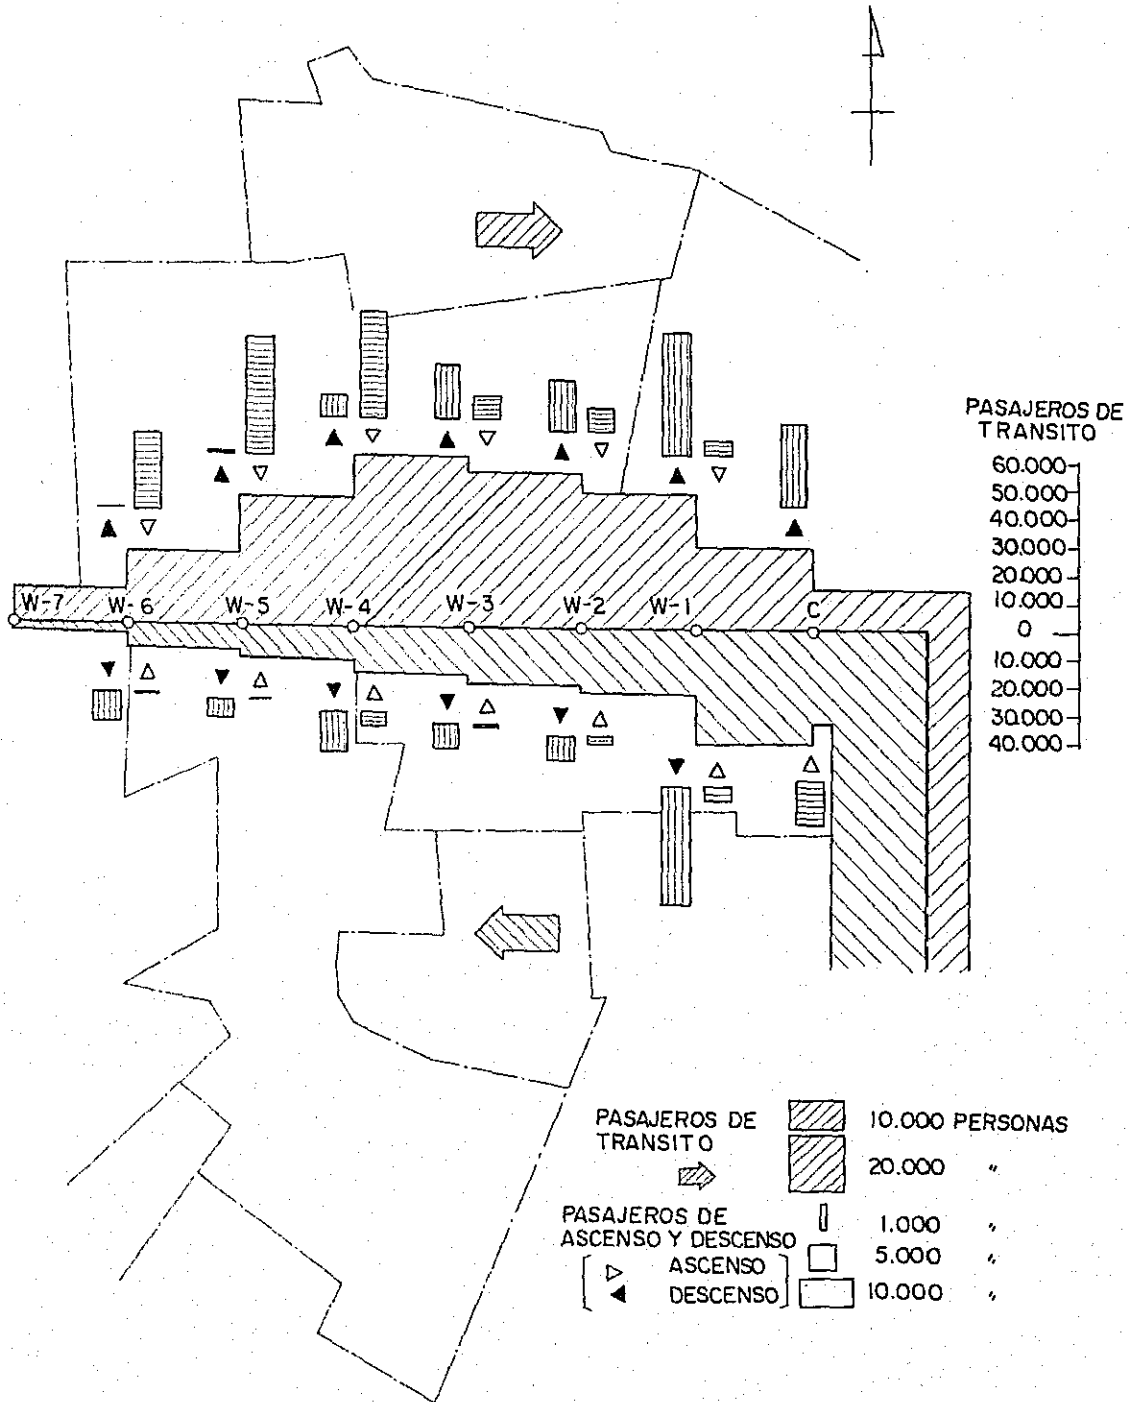 PASAJEROS DE
TRANSITO
60.000
50.000
40.000
30.000
20.000
10.000
0
10.000
20.000
30.000
40.000
W-7 W-6 W-5 W-4 W-3 W-2 W-1 C
PASAJEROS DE
TRANSITO
10.000 PERSONAS
20.000 〃
PASAJEROS DE
ASCENSO Y DESCENSO
ASCENSO
DESCENSO
1.000 〃
5.000 〃
10.000 〃